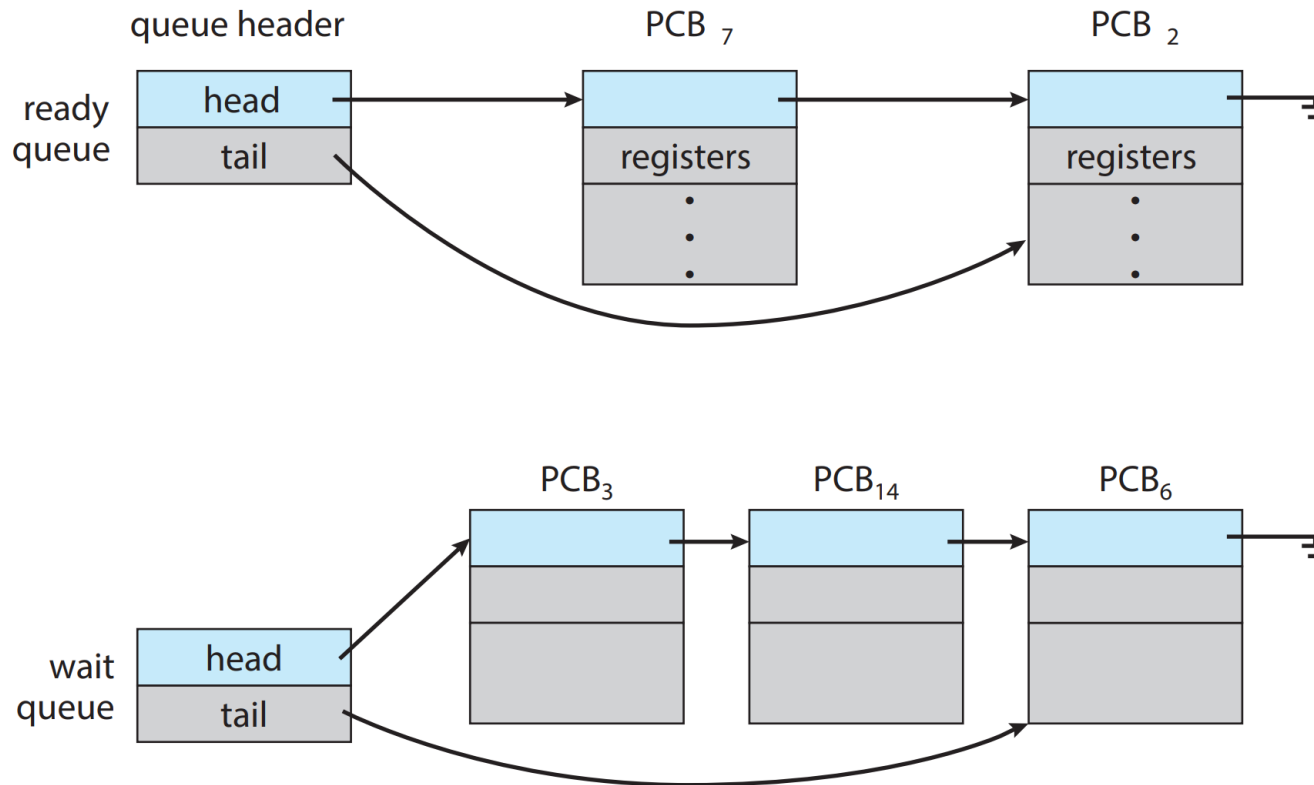 queue header PCB 7 PCB 2
ready
queue
head
tail
registers
registers
PCB3 PCB14 PCB6
wait
queue
head
tail